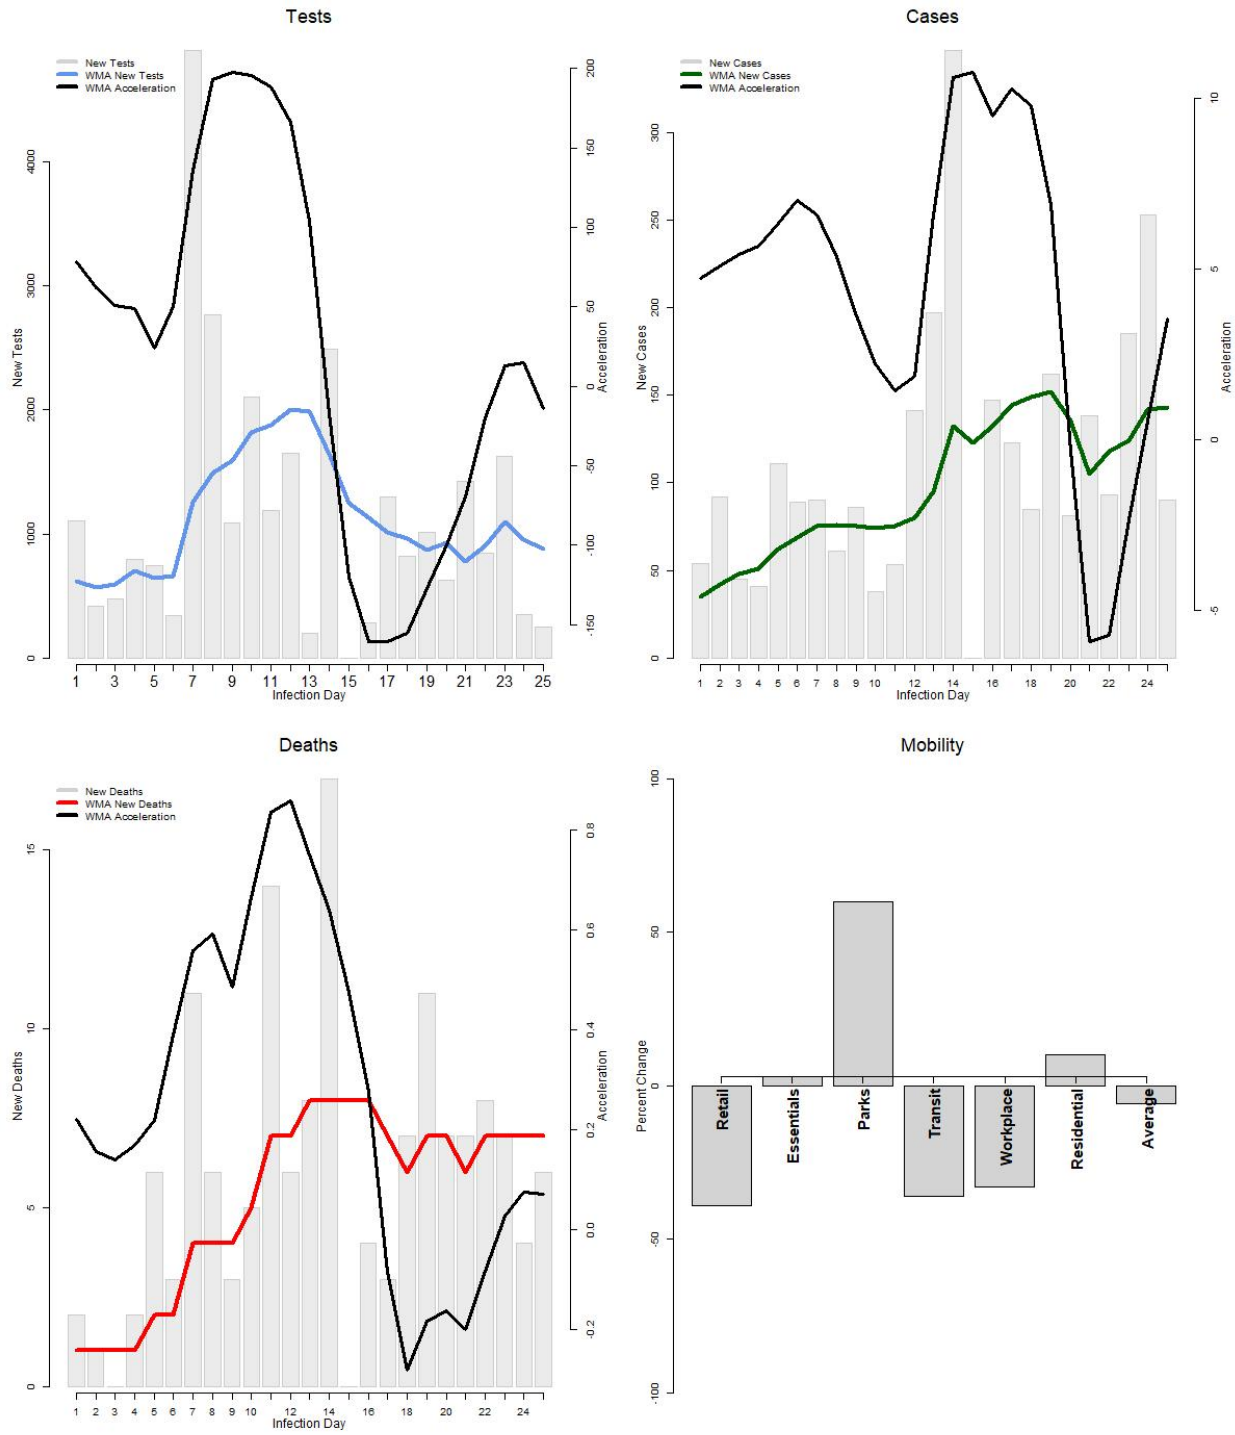 Tests
New Tests
WMA New Tests
WMA Acceleration
New Tests
0 1000 2000 3000 4000
Acceleration
-150 -100 -50 0 50 100 150 200
1 3 5 7 9 11 13 15 17 19 21 23 25
Infection Day
Cases
New Cases
WMA New Cases
WMA Acceleration
New Cases
0 50 100 150 200 250 300
Acceleration
-5 0 5 10
1 2 3 4 5 6 7 8 9 10 12 14 16 18 20 22 24
Infection Day
Deaths
New Deaths
WMA New Deaths
WMA Acceleration
New Deaths
0 5 10 15
Acceleration
-0.2 0.0 0.2 0.4 0.6 0.8
1 2 3 4 5 6 7 8 9 10 12 14 16 18 20 22 24
Infection Day
Mobility
Percent Change
-100 -50 0 50 100
Retail
Essentials
Parks
Transit
Workplace
Residential
Average